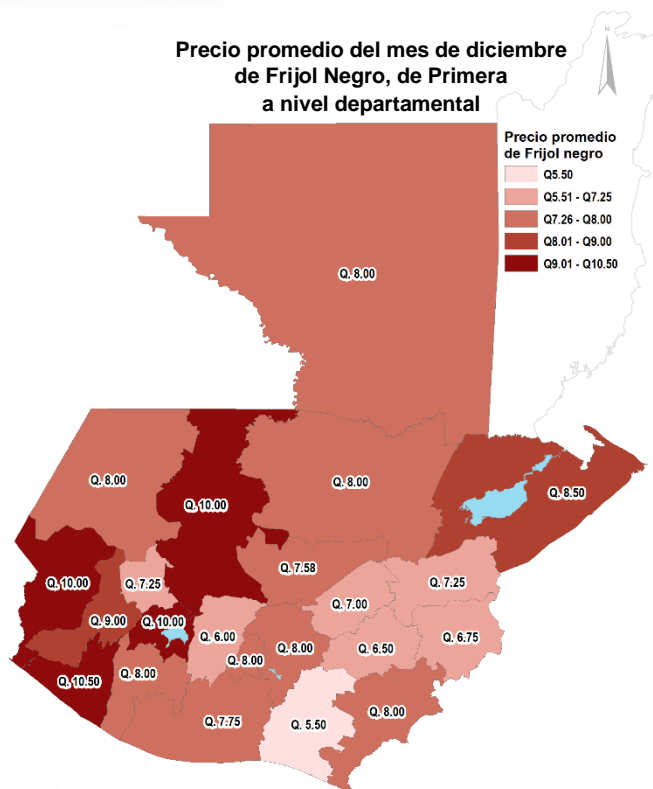 Precio promedio del mes de diciembre
de Frijol Negro, de Primera
a nivel departamental
N
Precio promedio
de Frijol negro
Q5.50
Q5.51 - Q7.25
Q7.26 - Q8.00
Q8.01 - Q9.00
Q9.01 - Q10.50
Q. 8.00
Q. 8.00
Q. 10.00
Q. 8.00
Q. 8.50
Q. 10.00
Q. 7.25
Q. 7.58
Q. 7.25
Q. 9.00
Q. 10.00
Q. 6.00
Q. 7.00
Q. 6.75
Q. 10.50
Q. 8.00
Q. 8.00
Q. 8.00
Q. 6.50
Q. 7.75
Q. 5.50
Q. 8.00